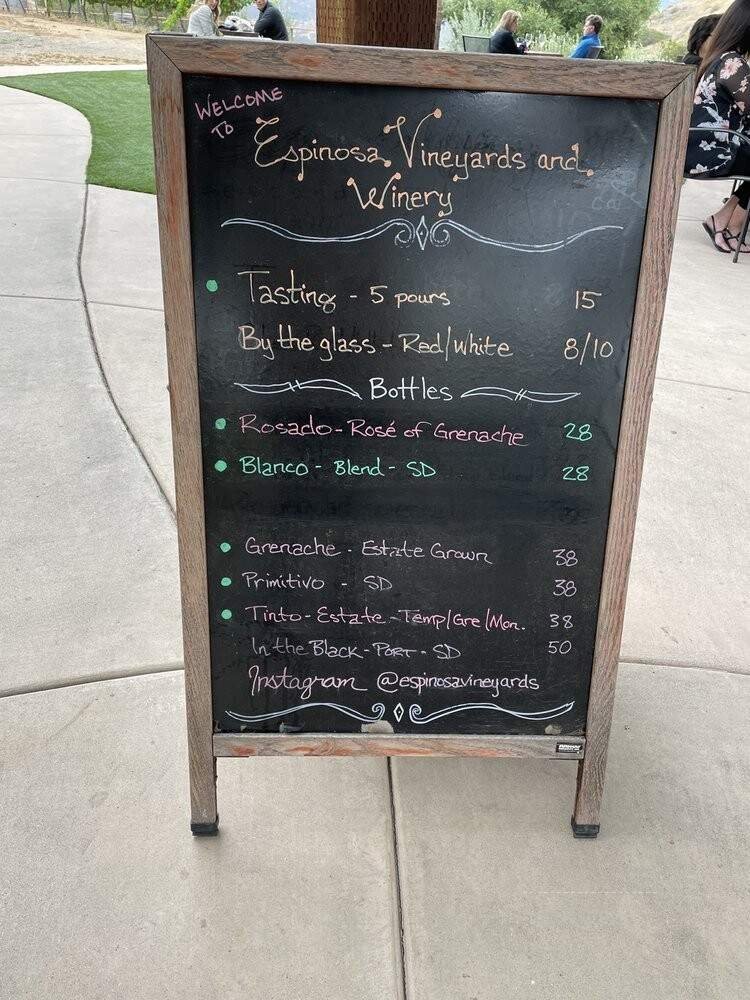 WELCOME
TO
Espinosa Vineyards and
Winery
Tasting - 5 pours 15
By the glass - Red/White 8/10
Bottles
Rosado - Rosé of Grenache 28
Blanco - Blend - SD 28
Grenache - Estate Grown 38
Primitivo - SD 38
Tinto - Estate - Temp/Gre/Mon. 38
In the Black - Port - SD 50
Instagram @espinosavineyards